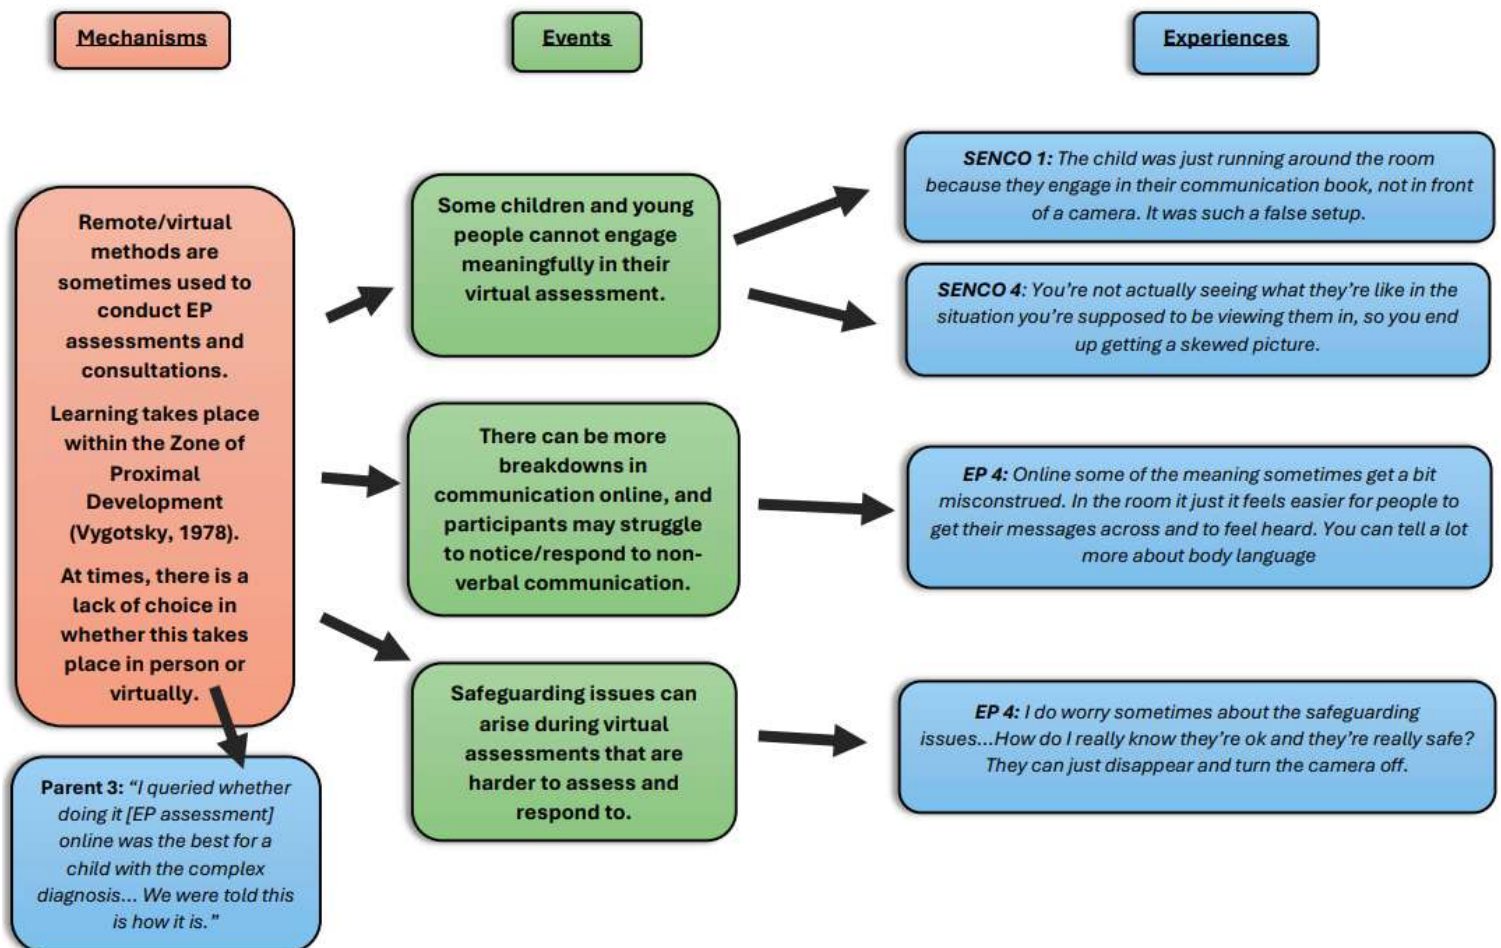 Mechanisms
Events
Experiences
Remote/virtual
methods are
sometimes used to
conduct EP
assessments and
consultations.
Learning takes place
within the Zone of
Proximal
Development
(Vygotsky, 1978).
At times, there is a
lack of choice in
whether this takes
place in person or
virtually.
Parent 3: “I queried whether
doing it [EP assessment]
online was the best for a
child with the complex
diagnosis... We were told this
is how it is.”
Some children and young
people cannot engage
meaningfully in their
virtual assessment.
There can be more
breakdowns in
communication online, and
participants may struggle
to notice/respond to non-
verbal communication.
Safeguarding issues can
arise during virtual
assessments that are
harder to assess and
respond to.
SENCO 1: The child was just running around the room
because they engage in their communication book, not in front
of a camera. It was such a false setup.
SENCO 4: You’re not actually seeing what they’re like in the
situation you’re supposed to be viewing them in, so you end
up getting a skewed picture.
EP 4: Online some of the meaning sometimes get a bit
misconstrued. In the room it just it feels easier for people to
get their messages across and to feel heard. You can tell a lot
more about body language
EP 4: I do worry sometimes about the safeguarding
issues...How do I really know they’re ok and they’re really safe?
They can just disappear and turn the camera off.